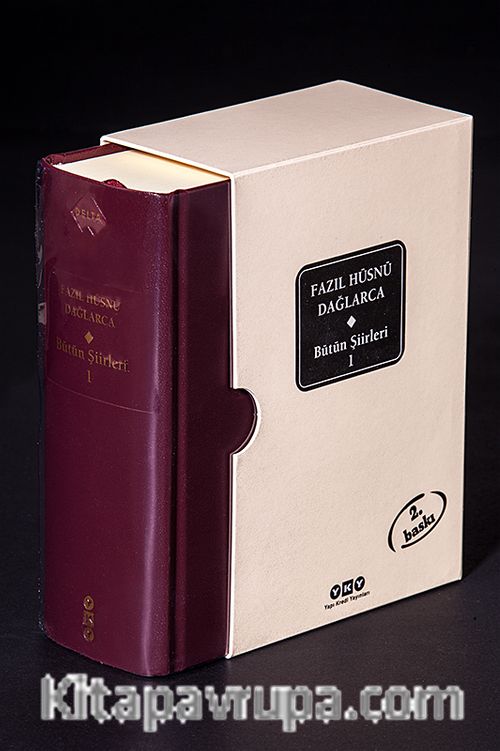 DELTA
FAZIL HÜSNÜ
DAĞLARCA
Bütün Şiirleri
1
YKY
FAZIL HÜSNÜ
DAĞLARCA
Bütün Şiirleri
1
2.
baskı
YKY
Yapı Kredi Yayınları
kitapavrupa.com